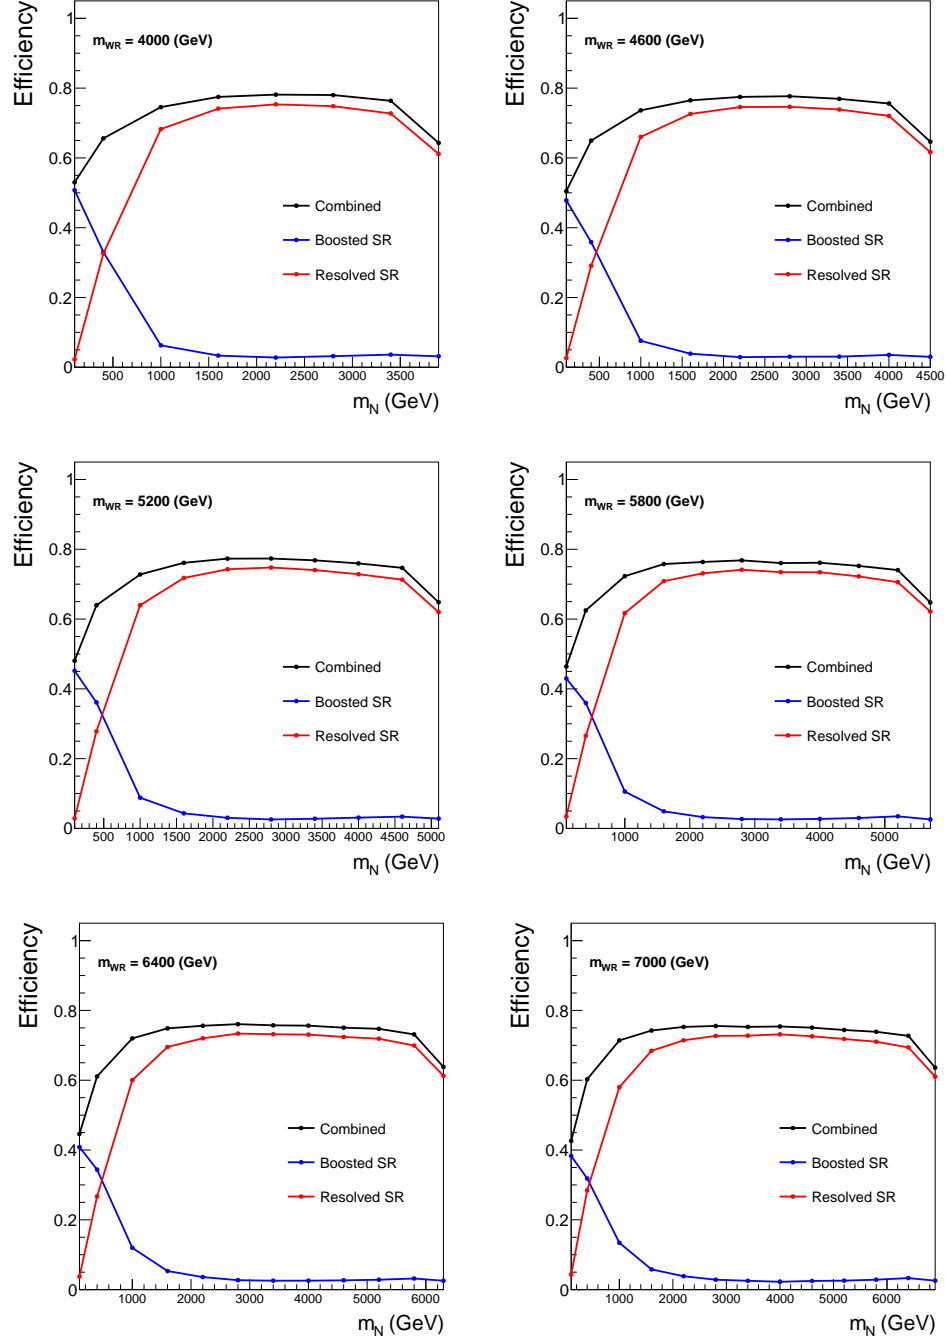 Efficiency
m_WR = 4000 (GeV)
1
0.8
0.6
0.4
0.2
0
Combined
Boosted SR
Resolved SR
500 1000 1500 2000 2500 3000 3500
m_N (GeV)
Efficiency
m_WR = 4600 (GeV)
1
0.8
0.6
0.4
0.2
0
Combined
Boosted SR
Resolved SR
500 1000 1500 2000 2500 3000 3500 4000 4500
m_N (GeV)
Efficiency
m_WR = 5200 (GeV)
1
0.8
0.6
0.4
0.2
0
Combined
Boosted SR
Resolved SR
500 1000 1500 2000 2500 3000 3500 4000 4500 5000
m_N (GeV)
Efficiency
m_WR = 5800 (GeV)
1
0.8
0.6
0.4
0.2
0
Combined
Boosted SR
Resolved SR
1000 2000 3000 4000 5000
m_N (GeV)
Efficiency
m_WR = 6400 (GeV)
1
0.8
0.6
0.4
0.2
0
Combined
Boosted SR
Resolved SR
1000 2000 3000 4000 5000 6000
m_N (GeV)
Efficiency
m_WR = 7000 (GeV)
1
0.8
0.6
0.4
0.2
0
Combined
Boosted SR
Resolved SR
1000 2000 3000 4000 5000 6000
m_N (GeV)